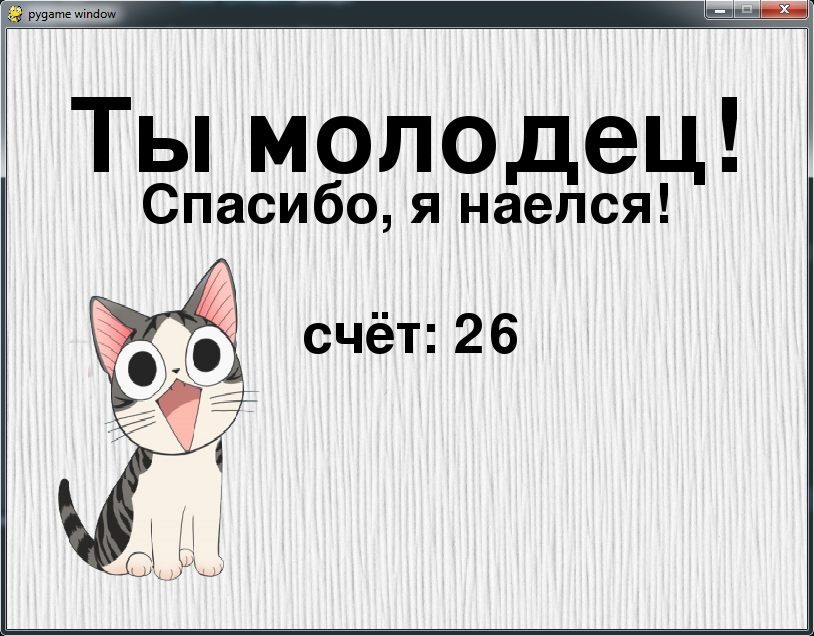 pygame window
Ты молодец!
Спасибо, я наелся!
счёт: 26